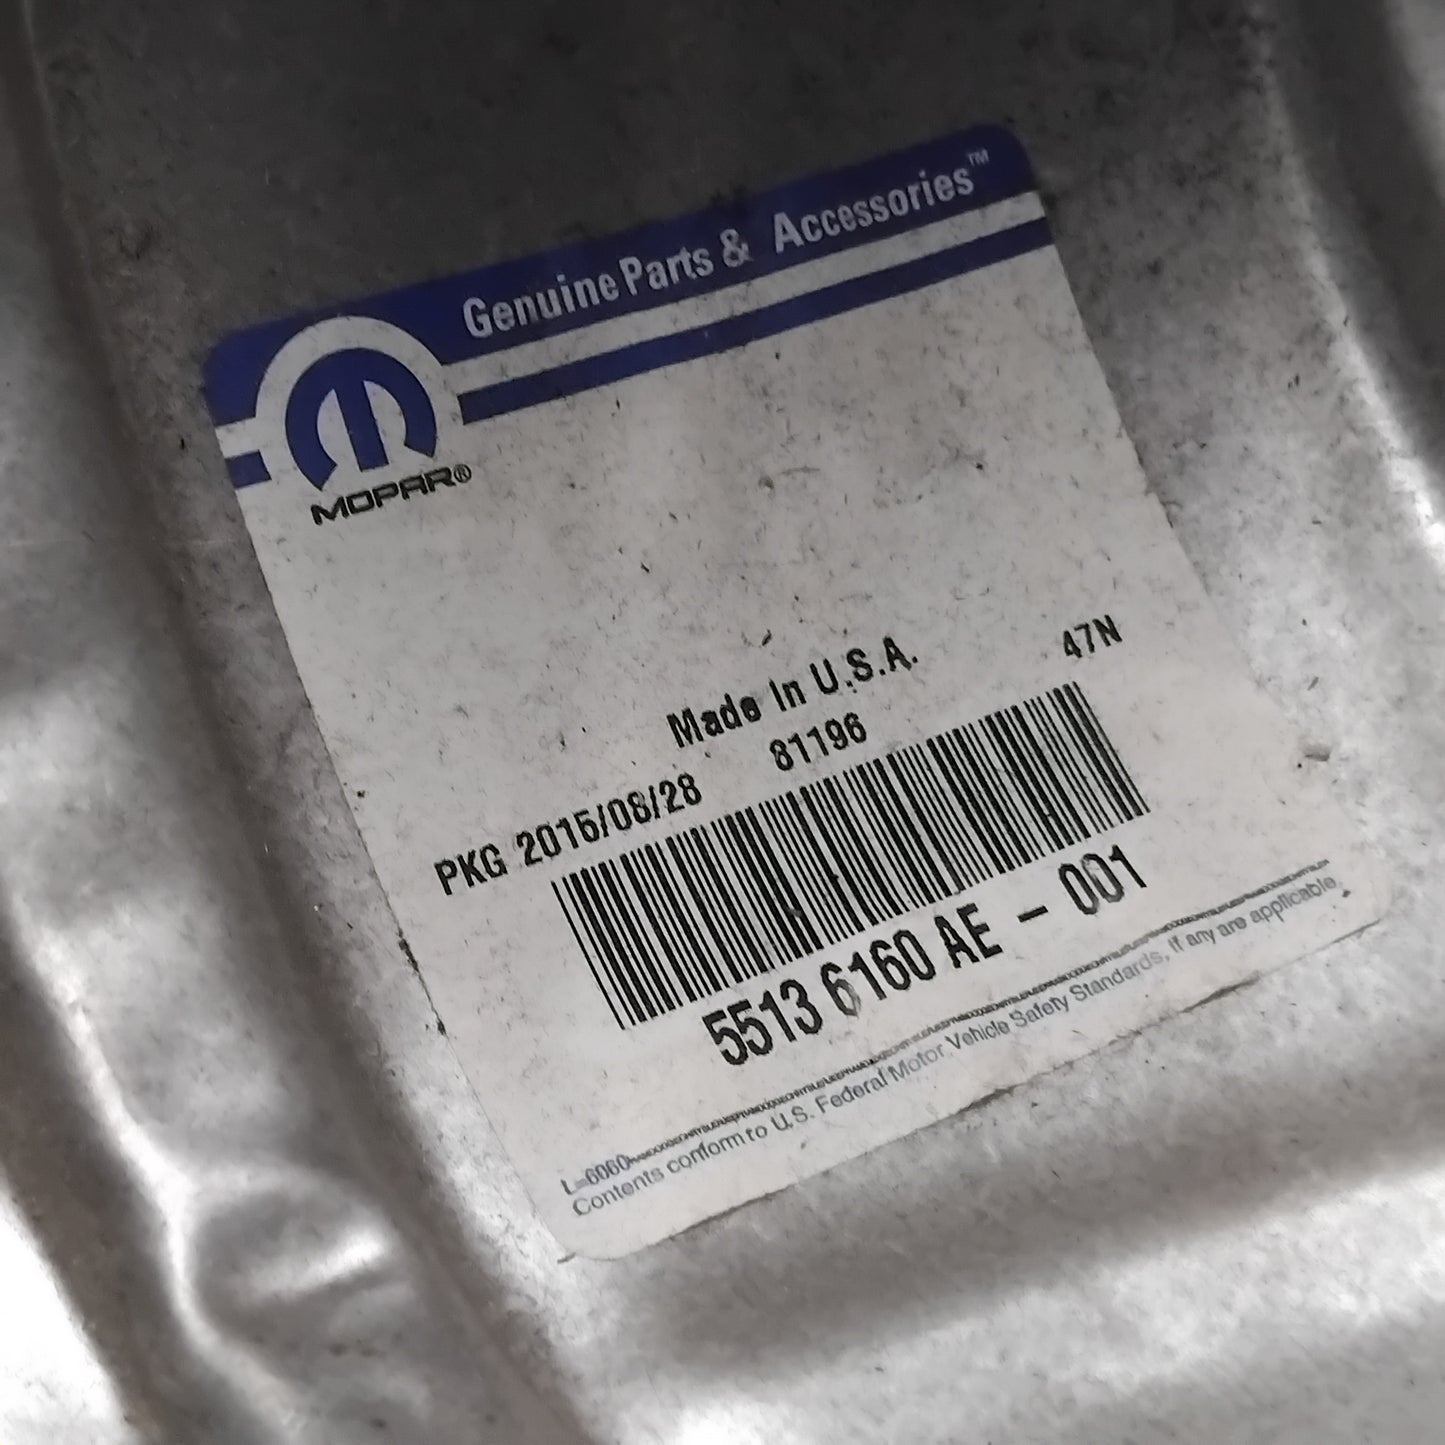 Genuine Parts & Accessories™
MOPAR®
Made In U.S.A.
47N
PKG 2015/08/28
81196
5513 6160 AE - 001
L-6060
Contents conform to U.S. Federal Motor Vehicle Safety Standards, if any are applicable.